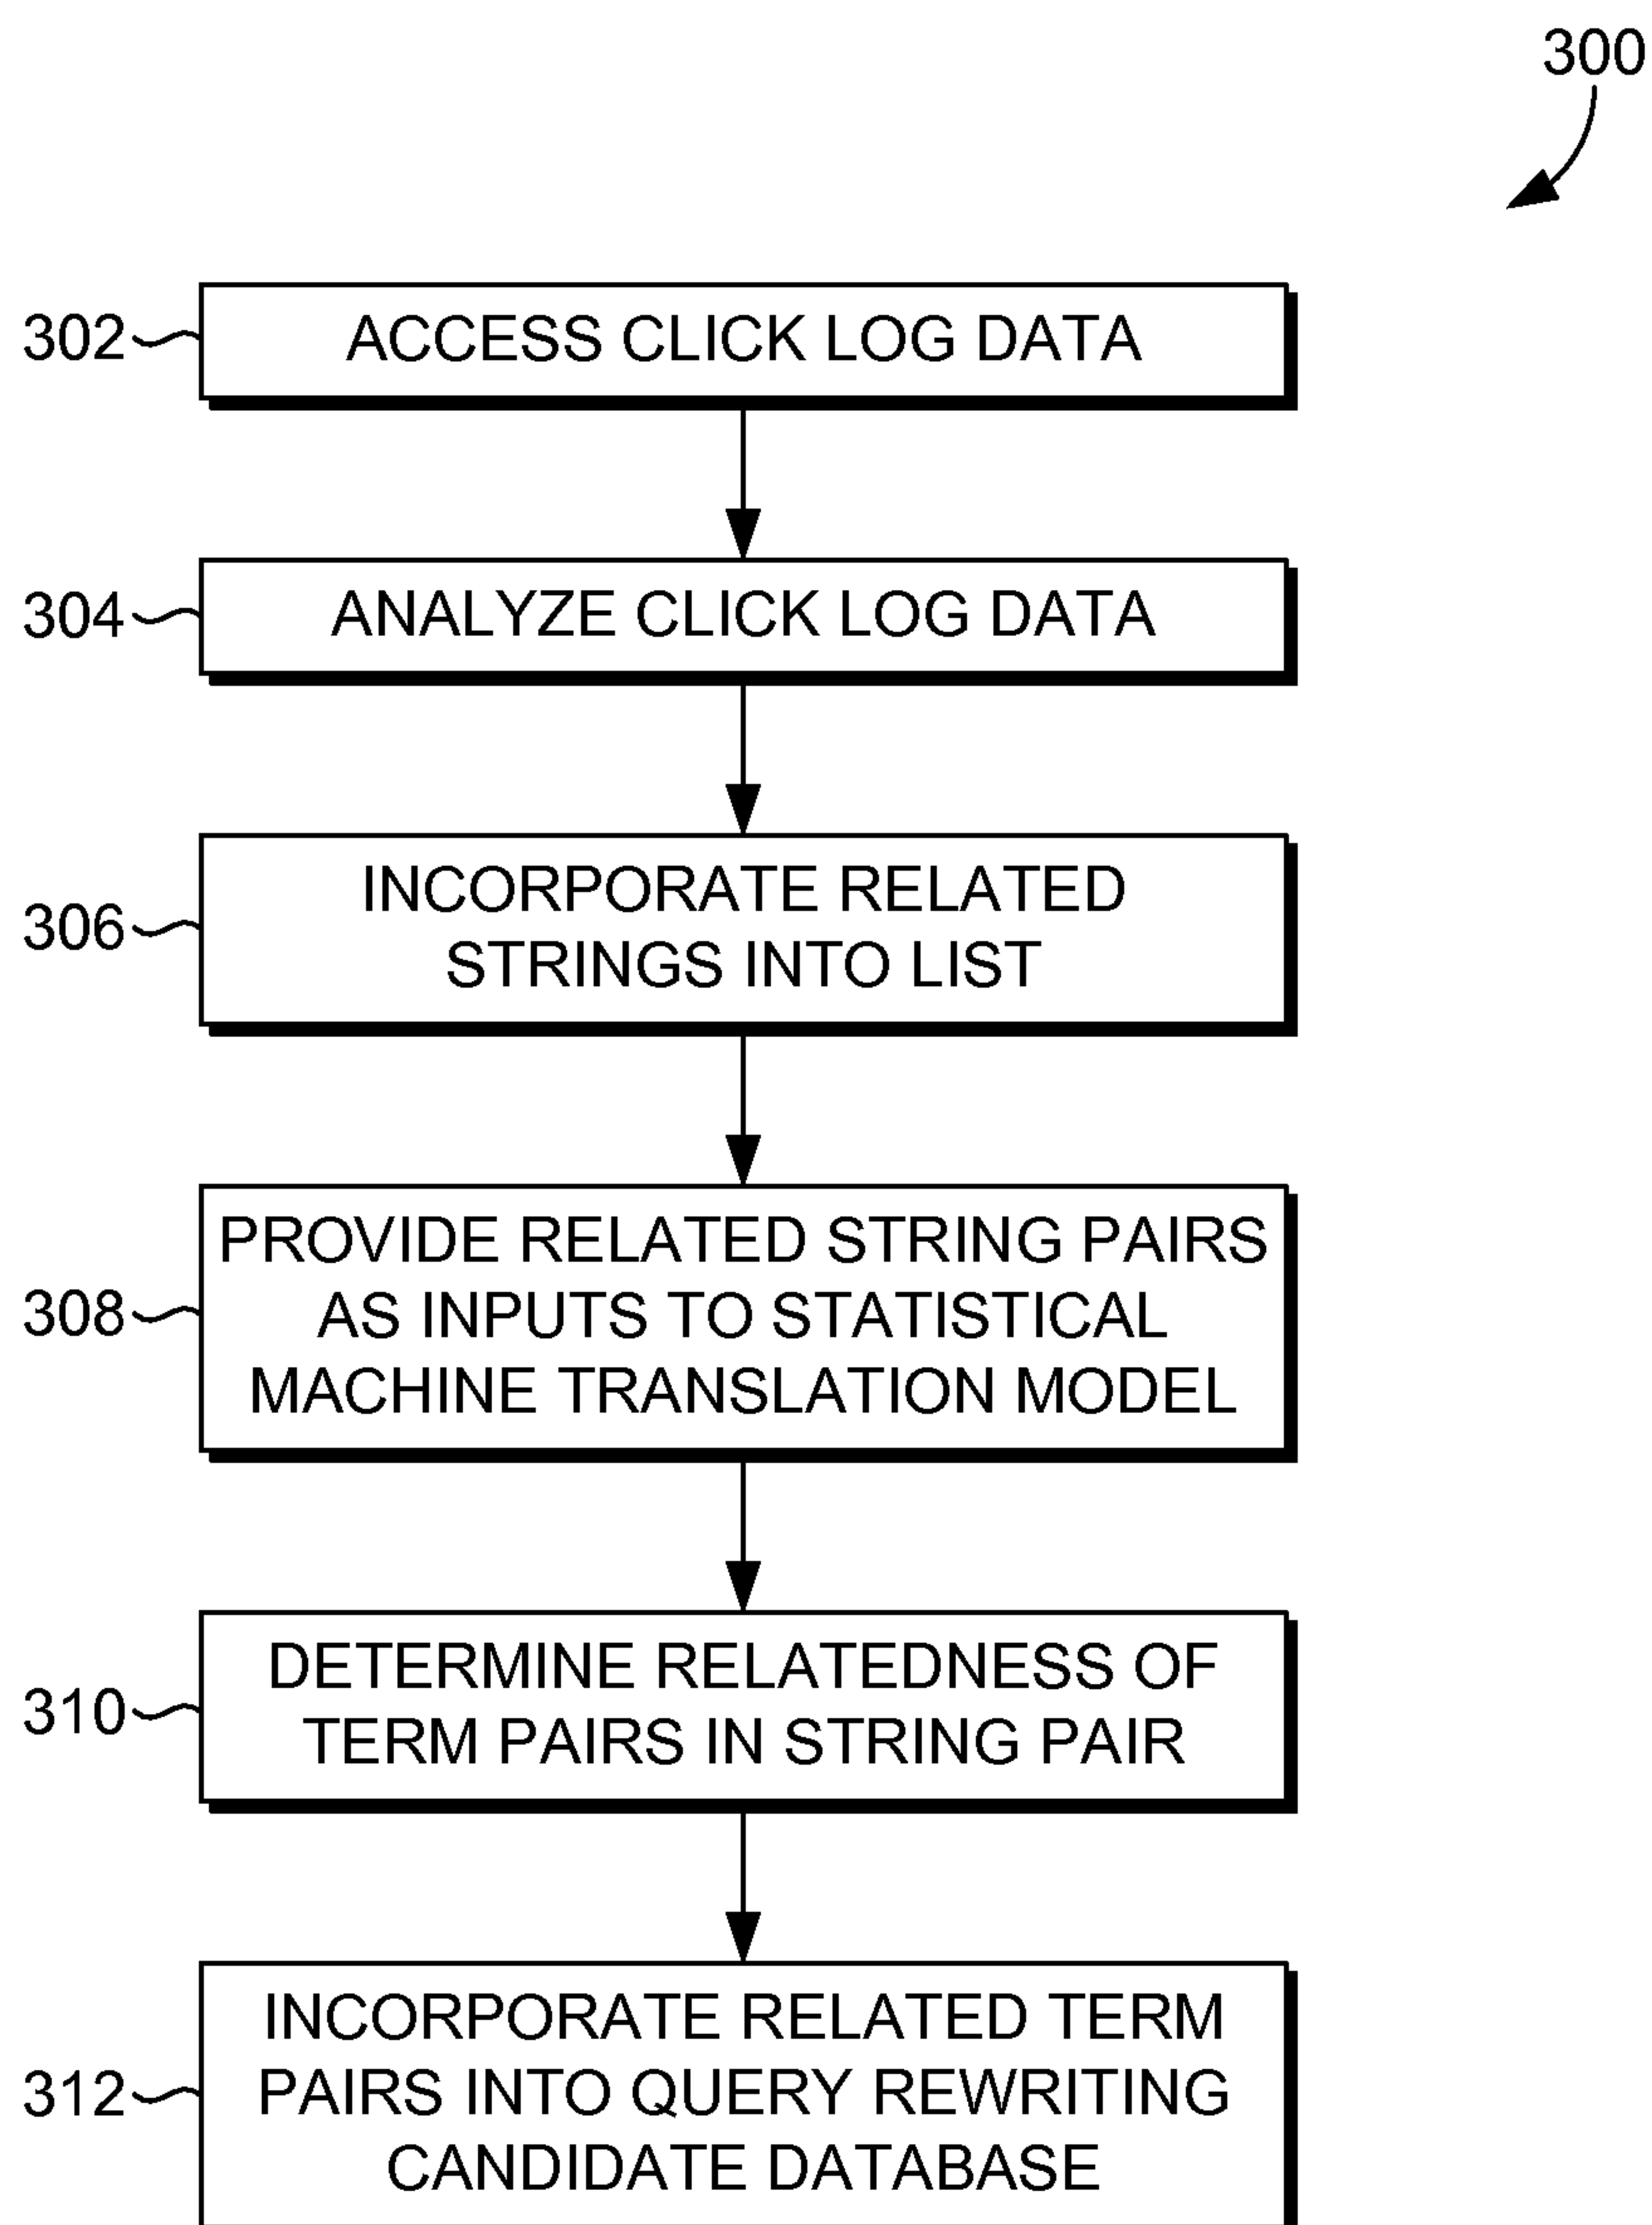 300
302
ACCESS CLICK LOG DATA
304
ANALYZE CLICK LOG DATA
306
INCORPORATE RELATED
STRINGS INTO LIST
308
PROVIDE RELATED STRING PAIRS
AS INPUTS TO STATISTICAL
MACHINE TRANSLATION MODEL
310
DETERMINE RELATEDNESS OF
TERM PAIRS IN STRING PAIR
312
INCORPORATE RELATED TERM
PAIRS INTO QUERY REWRITING
CANDIDATE DATABASE